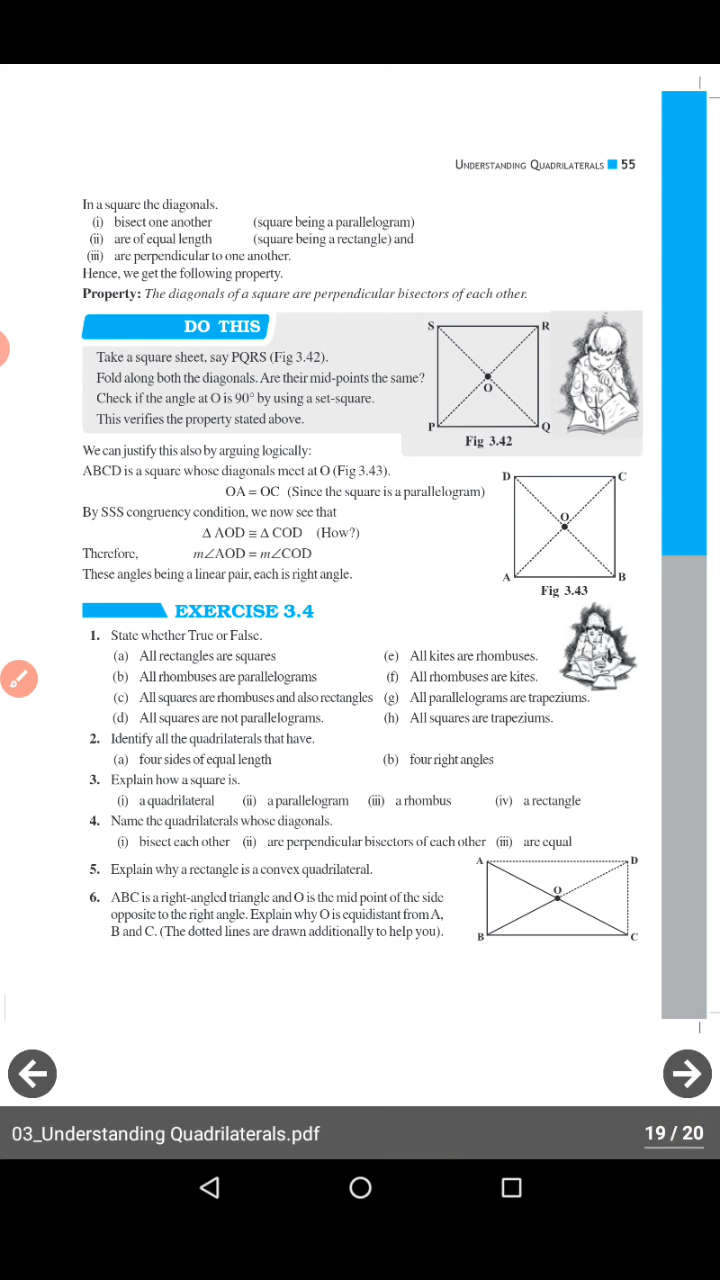 UNDERSTANDING QUADRILATERALS 55
In a square the diagonals.
(i) bisect one another (square being a parallelogram)
(ii) are of equal length (square being a rectangle) and
(iii) are perpendicular to one another.
Hence, we get the following property.
Property: The diagonals of a square are perpendicular bisectors of each other.
DO THIS
Take a square sheet, say PQRS (Fig 3.42).
Fold along both the diagonals. Are their mid-points the same?
Check if the angle at O is 90° by using a set-square.
This verifies the property stated above.
S R
O
P Q
Fig 3.42
We can justify this also by arguing logically:
ABCD is a square whose diagonals meet at O (Fig 3.43).
OA = OC (Since the square is a parallelogram)
By SSS congruency condition, we now see that
Δ AOD ≅ Δ COD (How?)
Therefore, m∠AOD = m∠COD
These angles being a linear pair, each is right angle.
D C
O
A B
Fig 3.43
EXERCISE 3.4
1. State whether True or False.
(a) All rectangles are squares
(b) All rhombuses are parallelograms
(c) All squares are rhombuses and also rectangles
(d) All squares are not parallelograms.
(e) All kites are rhombuses.
(f) All rhombuses are kites.
(g) All parallelograms are trapeziums.
(h) All squares are trapeziums.
2. Identify all the quadrilaterals that have.
(a) four sides of equal length (b) four right angles
3. Explain how a square is.
(i) a quadrilateral (ii) a parallelogram (iii) a rhombus (iv) a rectangle
4. Name the quadrilaterals whose diagonals.
(i) bisect each other (ii) are perpendicular bisectors of each other (iii) are equal
5. Explain why a rectangle is a convex quadrilateral.
6. ABC is a right-angled triangle and O is the mid point of the side
opposite to the right angle. Explain why O is equidistant from A,
B and C. (The dotted lines are drawn additionally to help you).
A D
O
B C
03_Understanding Quadrilaterals.pdf 19 / 20